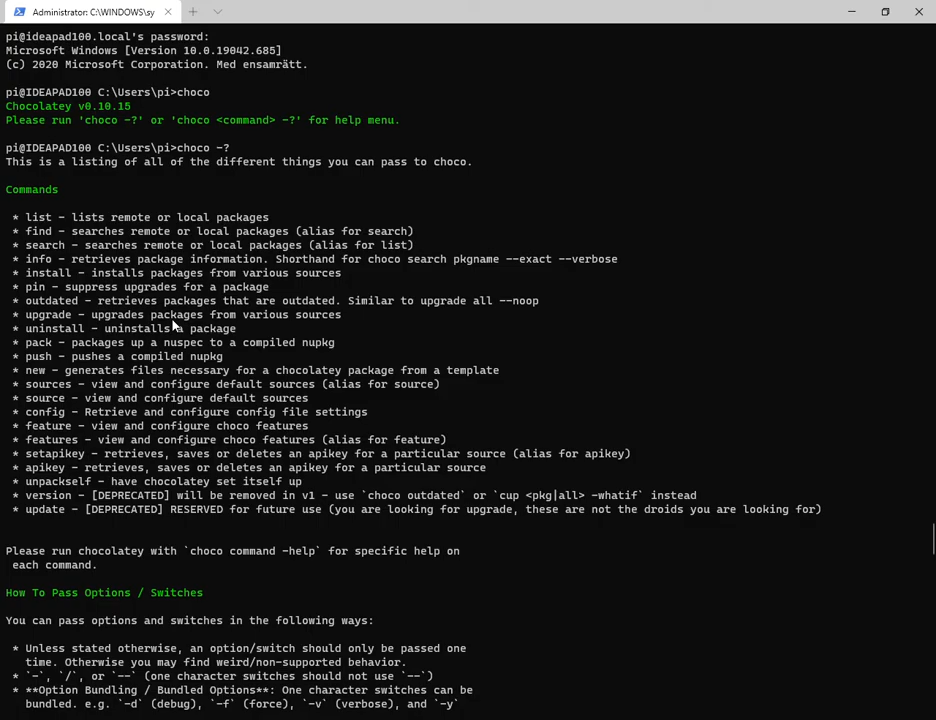 Administrator: C:\WINDOWS\sy
pi@ideapad100.local's password:
Microsoft Windows [Version 10.0.19042.685]
(c) 2020 Microsoft Corporation. Med ensamrätt.
pi@IDEAPAD100 C:\Users\pi>choco
Chocolatey v0.10.15
Please run 'choco -?' or 'choco <command> -?' for help menu.
pi@IDEAPAD100 C:\Users\pi>choco -?
This is a listing of all of the different things you can pass to choco.
Commands
* list - lists remote or local packages
* find - searches remote or local packages (alias for search)
* search - searches remote or local packages (alias for list)
* info - retrieves package information. Shorthand for choco search pkgname --exact --verbose
* install - installs packages from various sources
* pin - suppress upgrades for a package
* outdated - retrieves packages that are outdated. Similar to upgrade all --noop
* upgrade - upgrades packages from various sources
* uninstall - uninstalls a package
* pack - packages up a nuspec to a compiled nupkg
* push - pushes a compiled nupkg
* new - generates files necessary for a chocolatey package from a template
* sources - view and configure default sources (alias for source)
* source - view and configure default sources
* config - Retrieve and configure config file settings
* feature - view and configure choco features
* features - view and configure choco features (alias for feature)
* setapikey - retrieves, saves or deletes an apikey for a particular source (alias for apikey)
* apikey - retrieves, saves or deletes an apikey for a particular source
* unpackself - have chocolatey set itself up
* version - [DEPRECATED] will be removed in v1 - use `choco outdated` or `cup <pkg|all> -whatif` instead
* update - [DEPRECATED] RESERVED for future use (you are looking for upgrade, these are not the droids you are looking for)
Please run chocolatey with `choco command -help` for specific help on
each command.
How To Pass Options / Switches
You can pass options and switches in the following ways:
* Unless stated otherwise, an option/switch should only be passed one
time. Otherwise you may find weird/non-supported behavior.
* `-`, `/`, or `--` (one character switches should not use `--`)
* **Option Bundling / Bundled Options**: One character switches can be
bundled. e.g. `-d` (debug), `-f` (force), `-v` (verbose), and `-y`